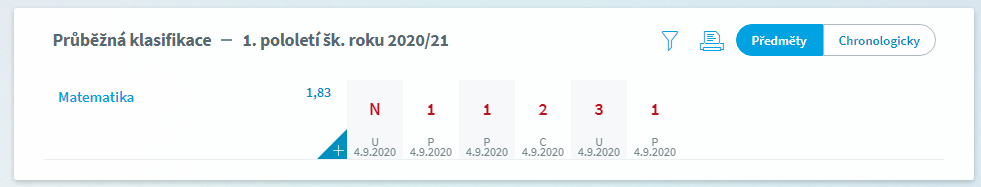 Průběžná klasifikace — 1. pololetí šk. roku 2020/21
Předměty Chronologicky
Matematika 1,83 N 1 1 2 3 1
U P P C U P
4.9.2020 4.9.2020 4.9.2020 4.9.2020 4.9.2020 4.9.2020